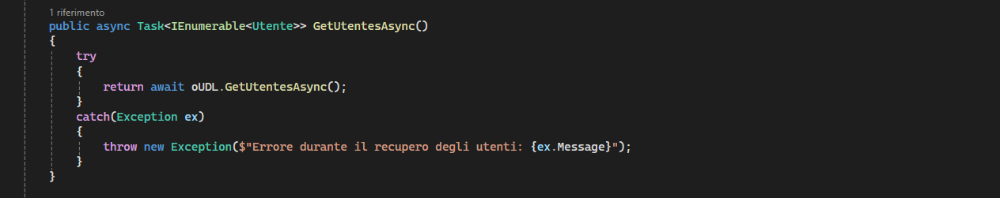 1 riferimento
public async Task<IEnumerable<Utente>> GetUtentesAsync()
{
try
{
return await oUDL.GetUtentesAsync();
}
catch(Exception ex)
{
throw new Exception($"Errore durante il recupero degli utenti: {ex.Message}");
}
}